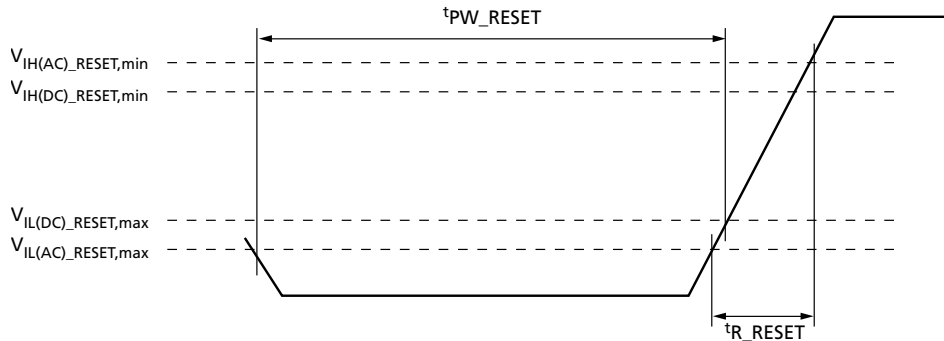 tPW_RESET
VIH(AC)_RESET,min
VIH(DC)_RESET,min
VIL(DC)_RESET,max
VIL(AC)_RESET,max
tR_RESET